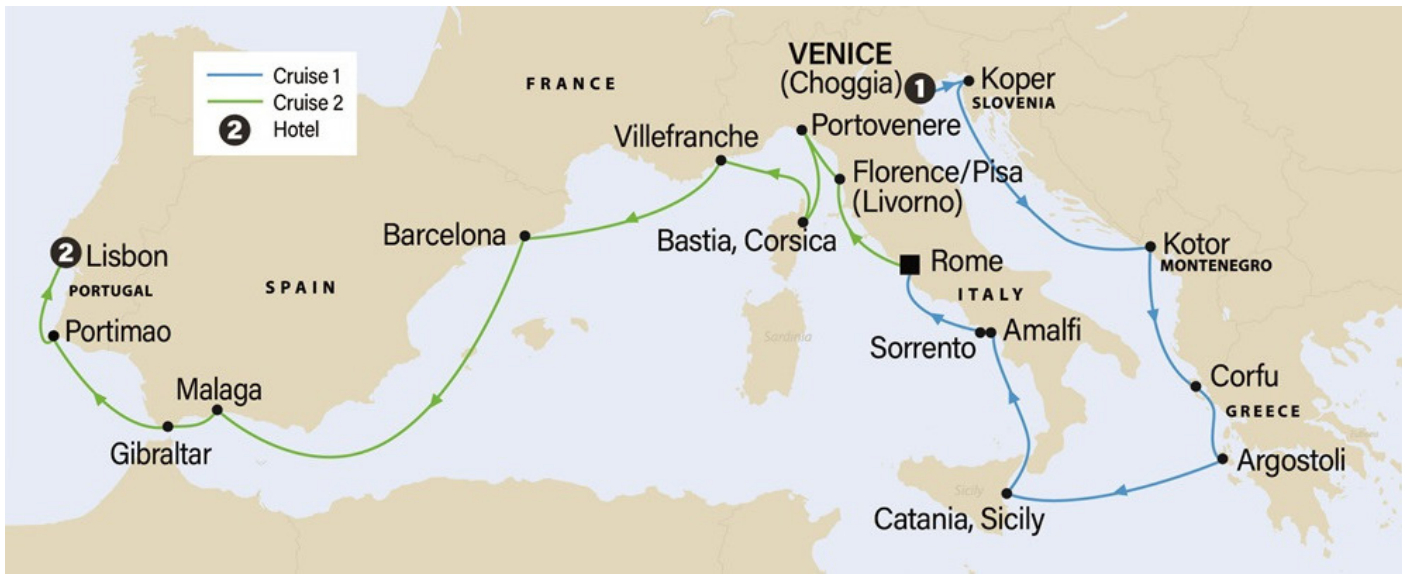 Cruise 1
Cruise 2
2 Hotel
FRANCE
VENICE
(Choggia) 1
Koper
SLOVENIA
Portovenere
Villefranche
Florence/Pisa
(Livorno)
Barcelona
Bastia, Corsica
Kotor
MONTENEGRO
2 Lisbon
PORTUGAL
SPAIN
Rome
ITALY
Portimao
Sardinia
Sorrento
Amalfi
Malaga
Corfu
GREECE
Gibraltar
Argostoli
Sicily
Catania, Sicily